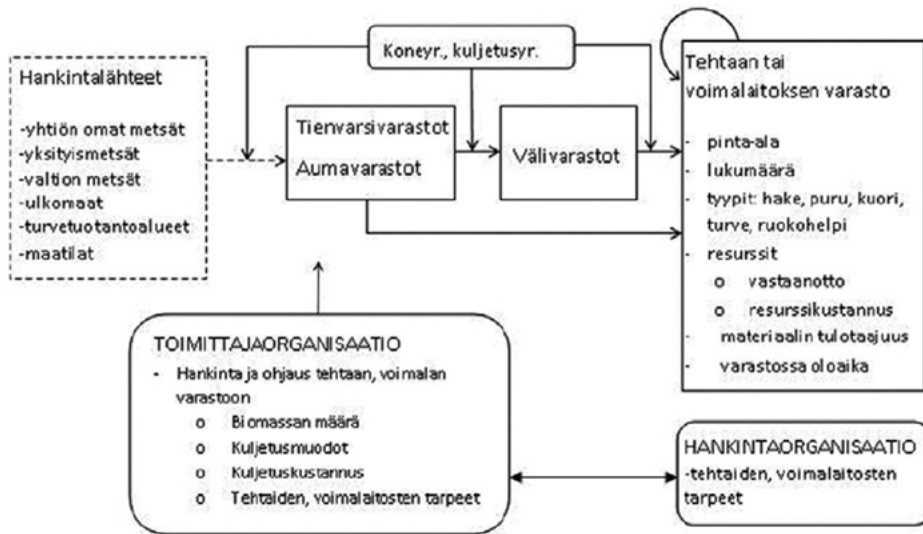 Koneyr., kuljetusyr.
Hankintalähteet
-yhtiön omat metsät
-yksityismetsät
-valtion metsät
-ulkomaat
-turvetuotantoalueet
-maatilat
Tienvarsivarastot
Aumavarastot
Välivarastot
Tehtaan tai
voimalaitoksen varasto
- pinta-ala
- lukumäärä
- tyypit: hake, puru, kuori,
turve, ruokohelpi
- resurssit
o vastaanotto
o resurssikustannus
- materiaalin tulotaajuus
- varastossa oloaika
TOIMITTAJAORGANISAATIO
- Hankinta ja ohjaus tehtaan, voimalan
varastoon
o Biomassan määrä
o Kuljetusmuodot
o Kuljetuskustannus
o Tehtaiden, voimalaitosten tarpeet
HANKINTAORGANISAATIO
-tehtaiden, voimalaitosten
tarpeet